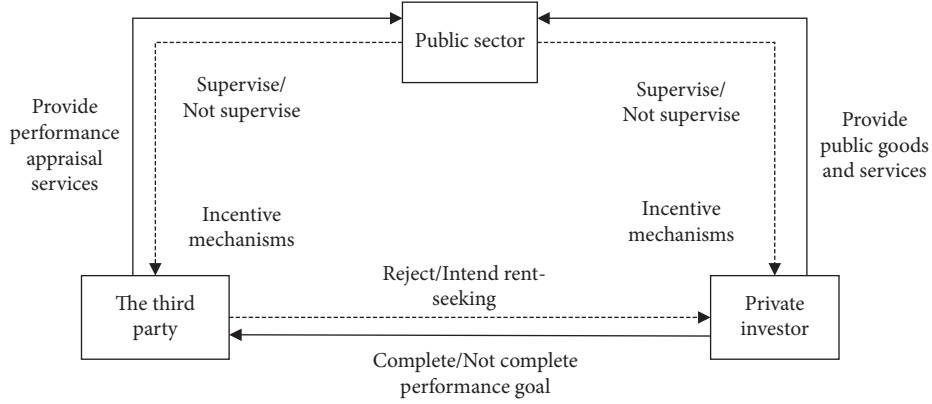 Public sector
Supervise/
Not supervise
Supervise/
Not supervise
Provide
performance
appraisal
services
Provide
public goods
and services
Incentive
mechanisms
Incentive
mechanisms
Reject/Intend rent-
seeking
The third
party
Private
investor
Complete/Not complete
performance goal